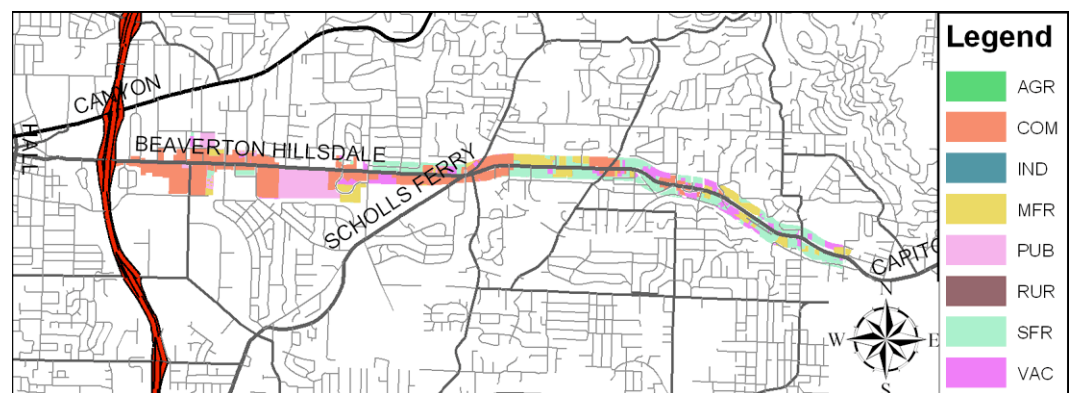 CANYON
HALL
BEAVERTON HILLSDALE
SCHOLLS FERRY
CAPITO
N
W
E
S
Legend
AGR
COM
IND
MFR
PUB
RUR
SFR
VAC